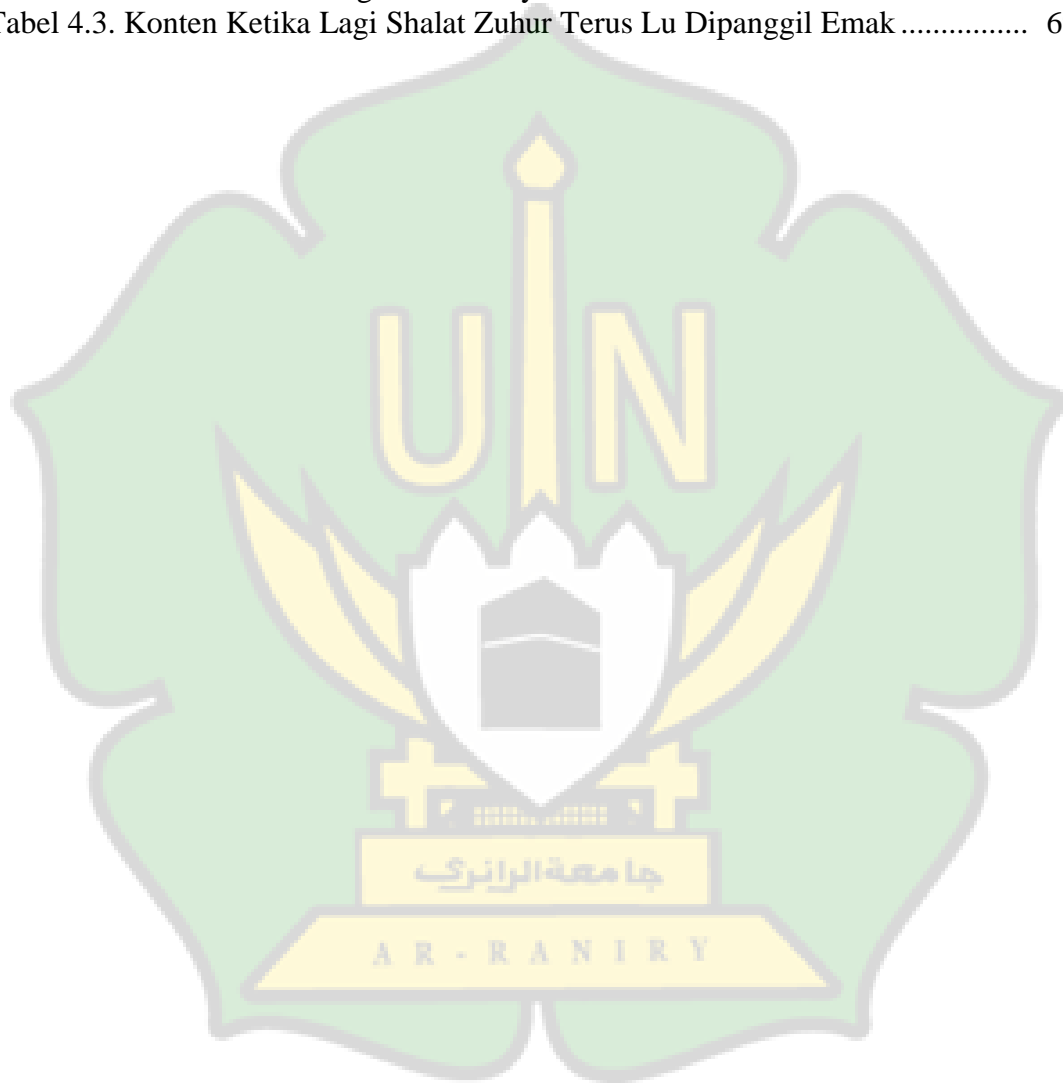 Tabel 4.3. Konten Ketika Lagi Shalat Zuhur Terus Lu Dipanggil Emak ............... 6
UIN
جامعة الرانري
AR-RANIRY